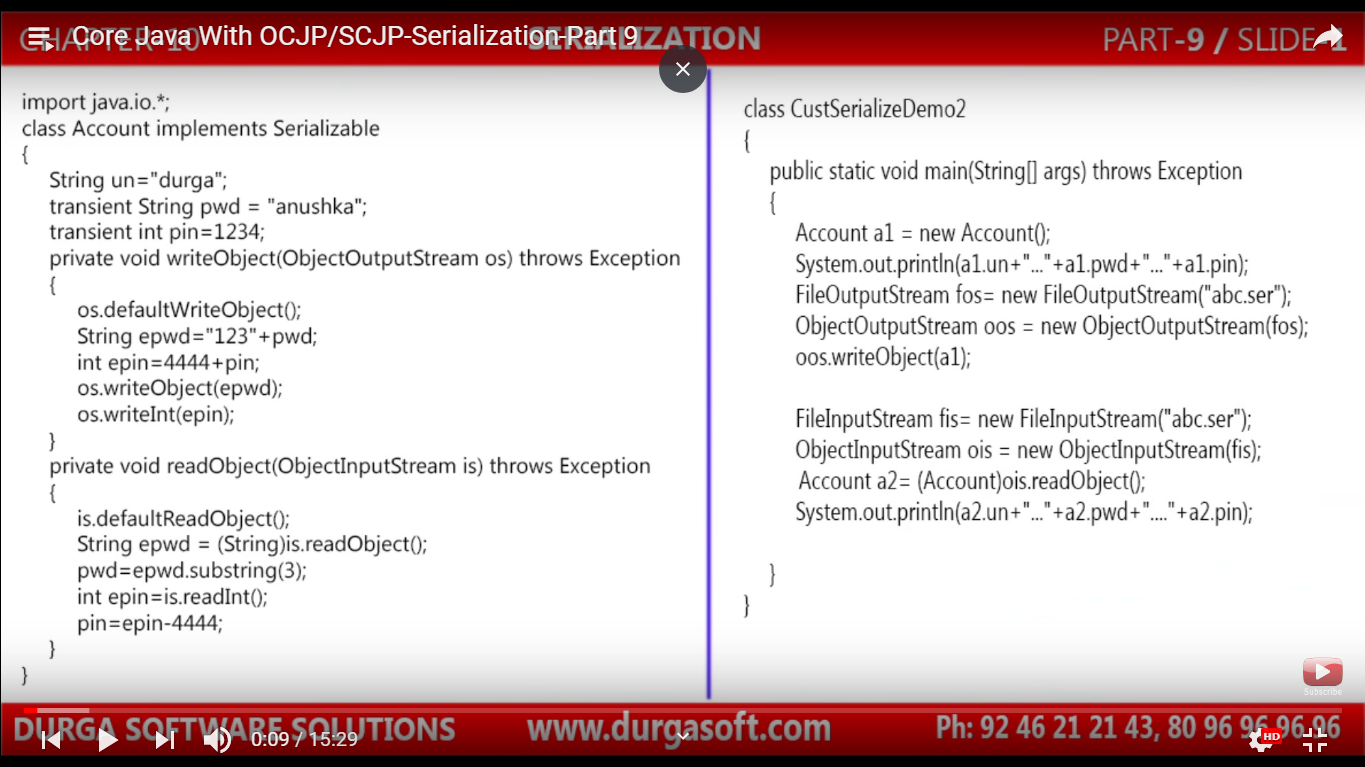 CHAPTER-10
Core Java With OCJP/SCJP-Serialization-Part 9
SERIALIZATION
PART-9 / SLIDE-1
import java.io.*;
class Account implements Serializable
{
String un="durga";
transient String pwd = "anushka";
transient int pin=1234;
private void writeObject(ObjectOutputStream os) throws Exception
{
os.defaultWriteObject();
String epwd="123"+pwd;
int epin=4444+pin;
os.writeObject(epwd);
os.writeInt(epin);
}
private void readObject(ObjectInputStream is) throws Exception
{
is.defaultReadObject();
String epwd = (String)is.readObject();
pwd=epwd.substring(3);
int epin=is.readInt();
pin=epin-4444;
}
}
class CustSerializeDemo2
{
public static void main(String[] args) throws Exception
{
Account a1 = new Account();
System.out.println(a1.un+"..."+a1.pwd+"..."+a1.pin);
FileOutputStream fos= new FileOutputStream("abc.ser");
ObjectOutputStream oos = new ObjectOutputStream(fos);
oos.writeObject(a1);
FileInputStream fis= new FileInputStream("abc.ser");
ObjectInputStream ois = new ObjectInputStream(fis);
Account a2= (Account)ois.readObject();
System.out.println(a2.un+"..."+a2.pwd+"...."+a2.pin);
}
}
Subscribe
DURGA SOFTWARE SOLUTIONS
www.durgasoft.com
Ph: 92 46 21 21 43, 80 96 96 96 96
0:09 / 15:29
HD